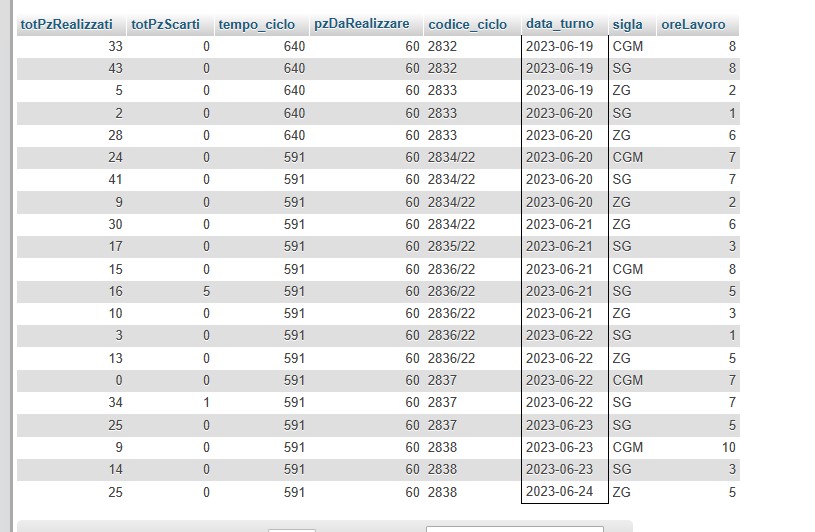 totPzRealizzati totPzScarti tempo_ciclo pzDaRealizzare codice_ciclo data_turno sigla oreLavoro
33 0 640 60 2832 2023-06-19 CGM 8
43 0 640 60 2832 2023-06-19 SG 8
5 0 640 60 2833 2023-06-19 ZG 2
2 0 640 60 2833 2023-06-20 SG 1
28 0 640 60 2833 2023-06-20 ZG 6
24 0 591 60 2834/22 2023-06-20 CGM 7
41 0 591 60 2834/22 2023-06-20 SG 7
9 0 591 60 2834/22 2023-06-20 ZG 2
30 0 591 60 2834/22 2023-06-21 ZG 6
17 0 591 60 2835/22 2023-06-21 SG 3
15 0 591 60 2836/22 2023-06-21 CGM 8
16 5 591 60 2836/22 2023-06-21 SG 5
10 0 591 60 2836/22 2023-06-21 ZG 3
3 0 591 60 2836/22 2023-06-22 SG 1
13 0 591 60 2836/22 2023-06-22 ZG 5
0 0 591 60 2837 2023-06-22 CGM 7
34 1 591 60 2837 2023-06-22 SG 7
25 0 591 60 2837 2023-06-23 SG 5
9 0 591 60 2838 2023-06-23 CGM 10
14 0 591 60 2838 2023-06-23 SG 3
25 0 591 60 2838 2023-06-24 ZG 5